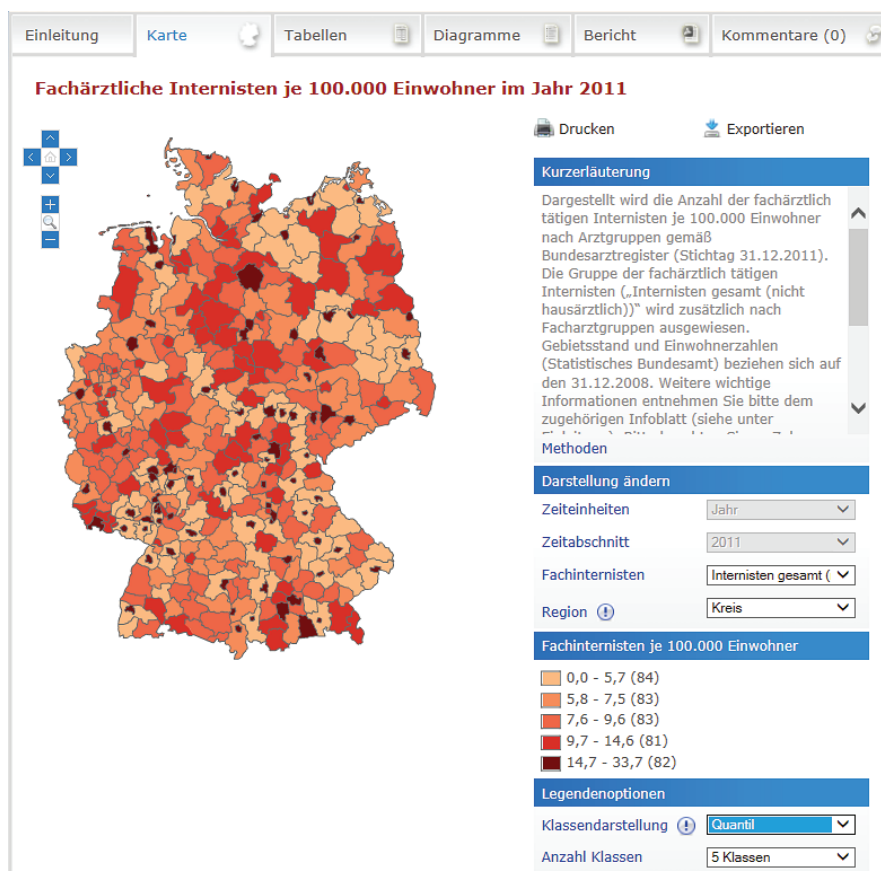 Einleitung
Karte
Tabellen
Diagramme
Bericht
Kommentare (0)
Fachärztliche Internisten je 100.000 Einwohner im Jahr 2011
Drucken
Exportieren
Kurzerläuterung
Dargestellt wird die Anzahl der fachärztlich
tätigen Internisten je 100.000 Einwohner
nach Arztgruppen gemäß
Bundesarztregister (Stichtag 31.12.2011).
Die Gruppe der fachärztlich tätigen
Internisten („Internisten gesamt (nicht
hausärztlich))“ wird zusätzlich nach
Facharztgruppen ausgewiesen.
Gebietsstand und Einwohnerzahlen
(Statistisches Bundesamt) beziehen sich auf
den 31.12.2008. Weitere wichtige
Informationen entnehmen Sie bitte dem
zugehörigen Infoblatt (siehe unter
Methoden
Darstellung ändern
Zeiteinheiten
Jahr
Zeitabschnitt
2011
Fachinternisten
Internisten gesamt (
Region
Kreis
Fachinternisten je 100.000 Einwohner
0,0 - 5,7 (84)
5,8 - 7,5 (83)
7,6 - 9,6 (83)
9,7 - 14,6 (81)
14,7 - 33,7 (82)
Legendenoptionen
Klassendarstellung
Quantil
Anzahl Klassen
5 Klassen